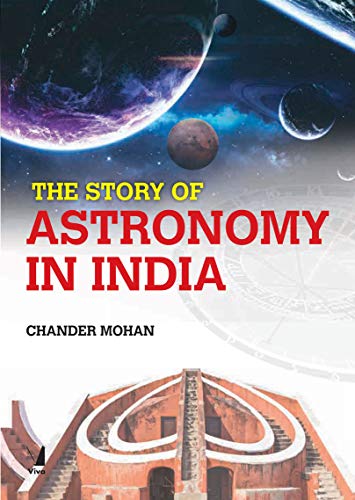 THE STORY OF
ASTRONOMY
IN INDIA
CHANDER MOHAN
Viva